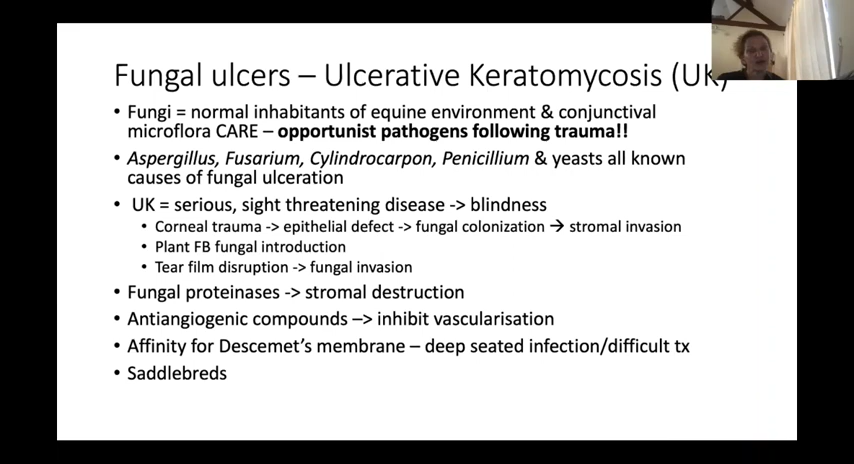 Fungal ulcers – Ulcerative Keratomycosis (UK)
• Fungi = normal inhabitants of equine environment & conjunctival
microflora CARE – opportunist pathogens following trauma!!
• Aspergillus, Fusarium, Cylindrocarpon, Penicillium & yeasts all known
causes of fungal ulceration
• UK = serious, sight threatening disease -> blindness
• Corneal trauma -> epithelial defect -> fungal colonization → stromal invasion
• Plant FB fungal introduction
• Tear film disruption -> fungal invasion
• Fungal proteinases -> stromal destruction
• Antiangiogenic compounds –> inhibit vascularisation
• Affinity for Descemet’s membrane – deep seated infection/difficult tx
• Saddlebreds